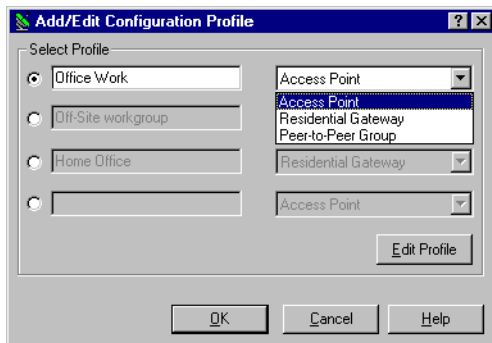 Add/Edit Configuration Profile
Select Profile
Office Work
Access Point
Access Point
Residential Gateway
Peer-to-Peer Group
Off-Site workgroup
Home Office
Residential Gateway
Access Point
Edit Profile
OK
Cancel
Help